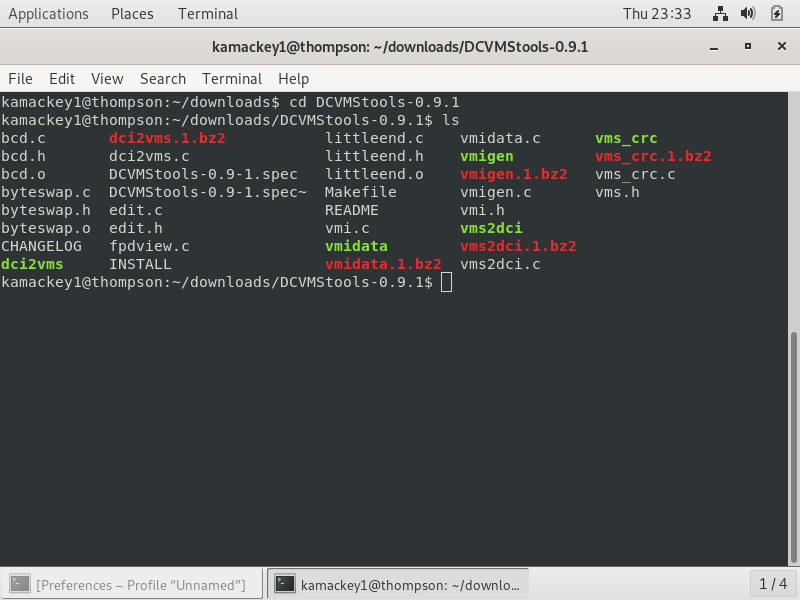 Applications Places Terminal Thu 23:33
kamackey1@thompson: ~/downloads/DCVMStools-0.9.1
File Edit View Search Terminal Help
kamackey1@thompson:~/downloads$ cd DCVMStools-0.9.1
kamackey1@thompson:~/downloads/DCVMStools-0.9.1$ ls
bcd.c dci2vms.1.bz2 littleend.c vmidata.c vms_crc
bcd.h dci2vms.c littleend.h vmigen vms_crc.1.bz2
bcd.o DCVMStools-0.9-1.spec littleend.o vmigen.1.bz2 vms_crc.c
byteswap.c DCVMStools-0.9-1.spec~ Makefile vmigen.c vms.h
byteswap.h edit.c README vmi.h
byteswap.o edit.h vmi.c vms2dci
CHANGELOG fpdview.c vmidata vms2dci.1.bz2
dci2vms INSTALL vmidata.1.bz2 vms2dci.c
kamackey1@thompson:~/downloads/DCVMStools-0.9.1$
[Preferences – Profile “Unnamed”] kamackey1@thompson: ~/downlo... 1 / 4